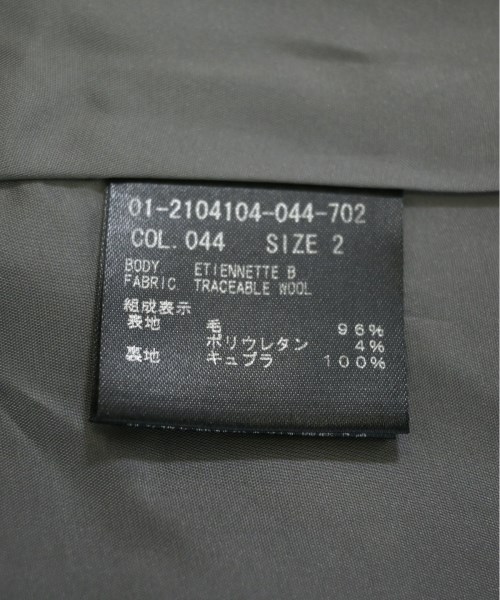 01-2104104-044-702
COL. 044 SIZE 2
BODY ETIENNETTE B
FABRIC TRACEABLE WOOL
組成表示
表地 毛 96%
ポリウレタン 4%
裏地 キュプラ 100%